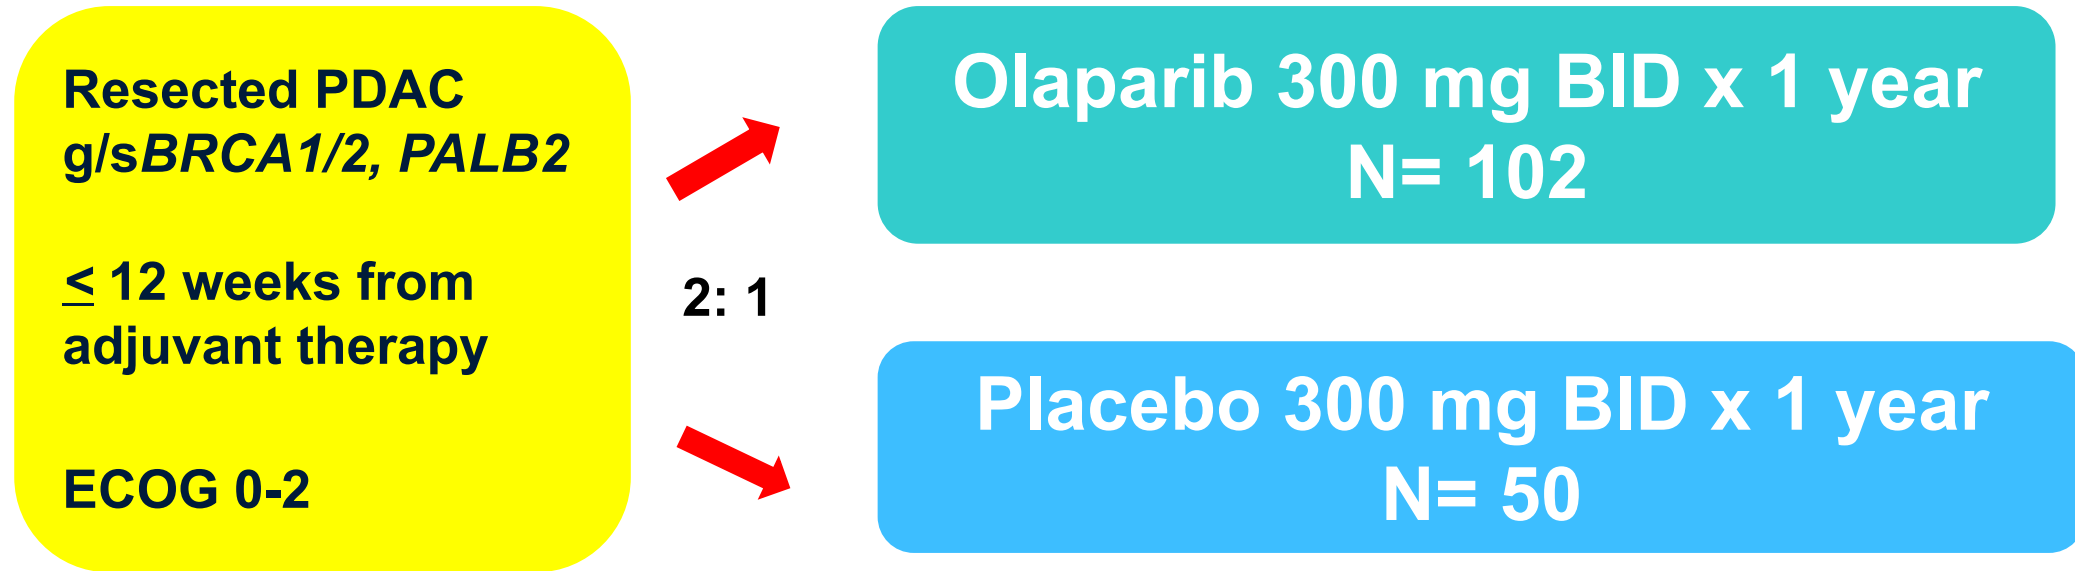 Resected PDAC
g/sBRCA1/2, PALB2
≤ 12 weeks from
adjuvant therapy
ECOG 0-2
2: 1
Olaparib 300 mg BID x 1 year
N= 102
Placebo 300 mg BID x 1 year
N= 50